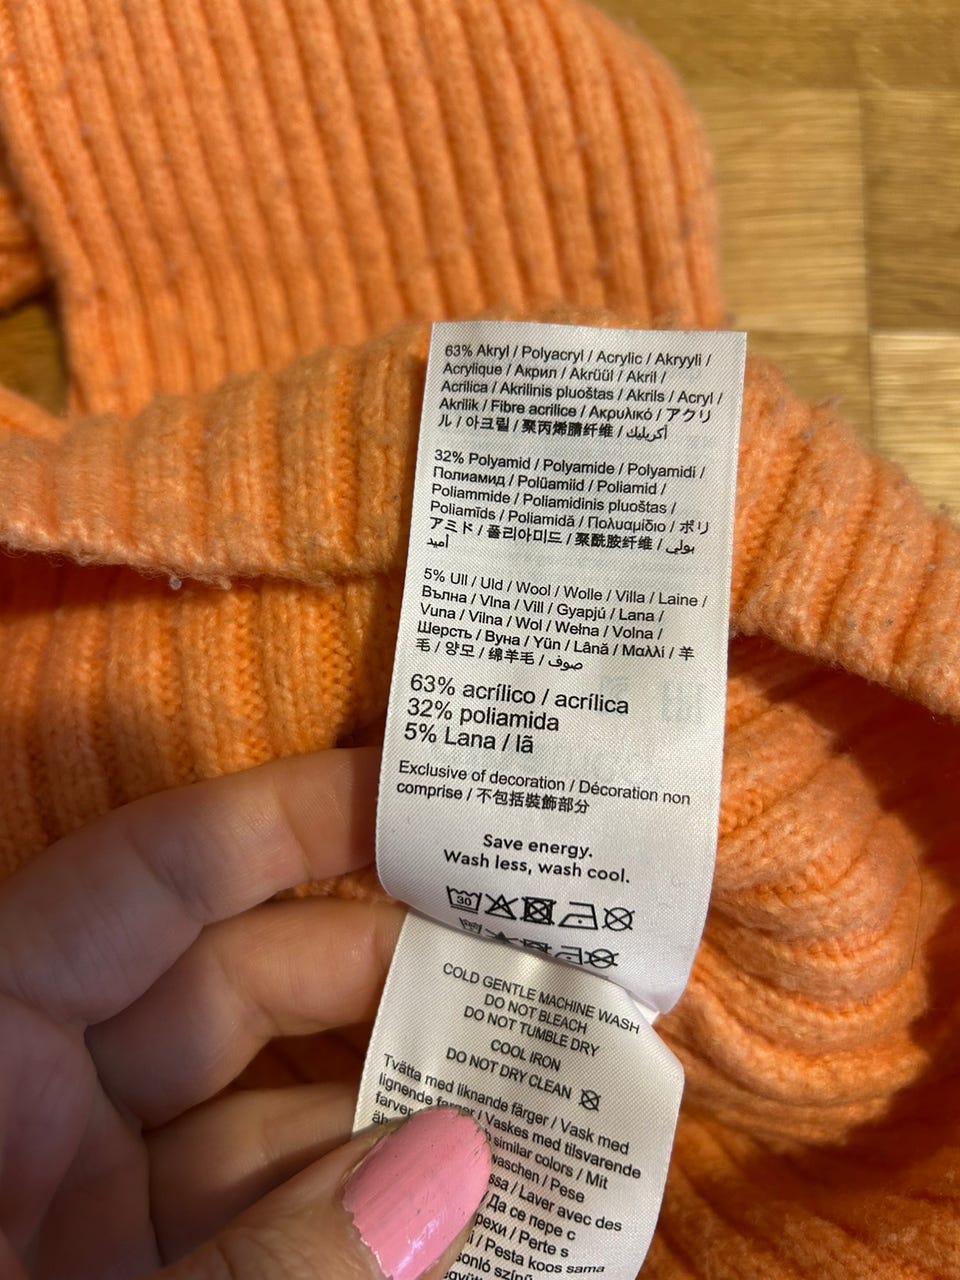 63% Akryl / Polyacryl / Acrylic / Akryyli /
Acrylique / Акрил / Akrüül / Akril /
Acrílica / Akrilinis pluoštas / Akrils / Acryl /
Akrilik / Fibre acrilice / Ακρυλικό / アクリ
ル / 아크릴 / 聚丙烯腈纤维 / أكريليك
32% Polyamid / Polyamide / Polyamidi /
Полиамид / Polüamiid / Poliamid /
Poliammide / Poliamidinis pluoštas /
Poliamīds / Poliamidă / Πολυαμίδιο / ポリ
アミド / 폴리아미드 / 聚酰胺纤维 / بولي
أميد
5% Ull / Uld / Wool / Wolle / Villa / Laine /
Вълна / Vlna / Vill / Gyapjú / Lana /
Vuna / Vilna / Wol / Wełna / Volna /
Шерсть / Вуна / Yün / Lână / Μαλλί / 羊
毛 / 양모 / 绵羊毛 / صوف
63% acrílico / acrílica
32% poliamida
5% Lana / lã
Exclusive of decoration / Décoration non
comprise / 不包括裝飾部分
Save energy.
Wash less, wash cool.
30
COLD GENTLE MACHINE WASH
DO NOT BLEACH
DO NOT TUMBLE DRY
COOL IRON
DO NOT DRY CLEAN
Tvätta med liknande färger / Vask med
lignende farger / Vaskes med tilsvarende
farver similar colors / Mit
waschen / Pese
/ Laver avec des
/ Да се пере с
/ Perte s
/ Pesta koos sama